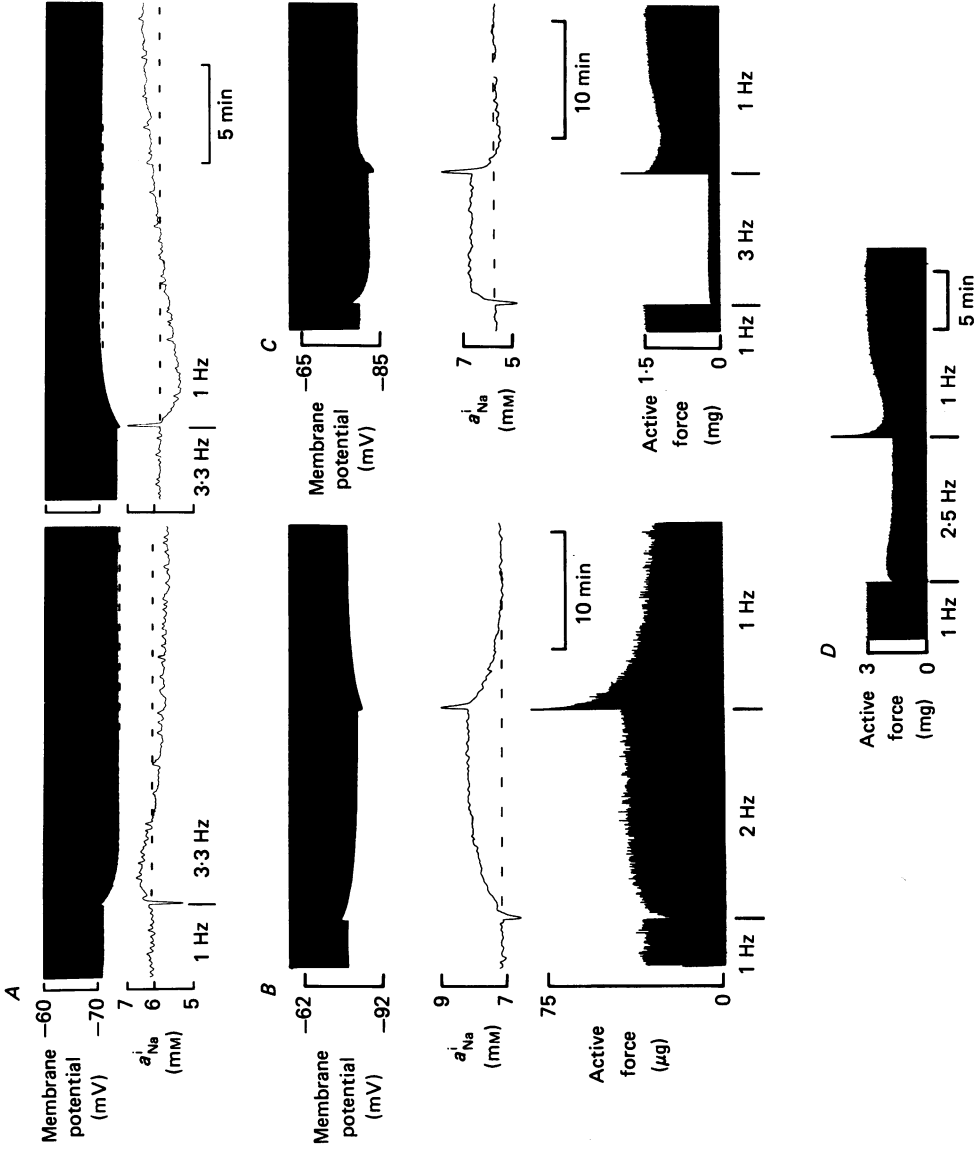 A
Membrane
potential
(mV)
−60
−70
a^i_Na
(mM)
7
6
5
1 Hz
3·3 Hz
3·3 Hz
1 Hz
5 min
B
Membrane
potential
(mV)
−62
−92
a^i_Na
(mM)
9
7
Active
force
(μg)
75
0
1 Hz
2 Hz
1 Hz
10 min
C
Membrane
potential
(mV)
−65
−85
a^i_Na
(mM)
7
5
Active
force
(mg)
1·5
0
1 Hz
3 Hz
1 Hz
10 min
D
Active
force
(mg)
3
0
1 Hz
2·5 Hz
1 Hz
5 min